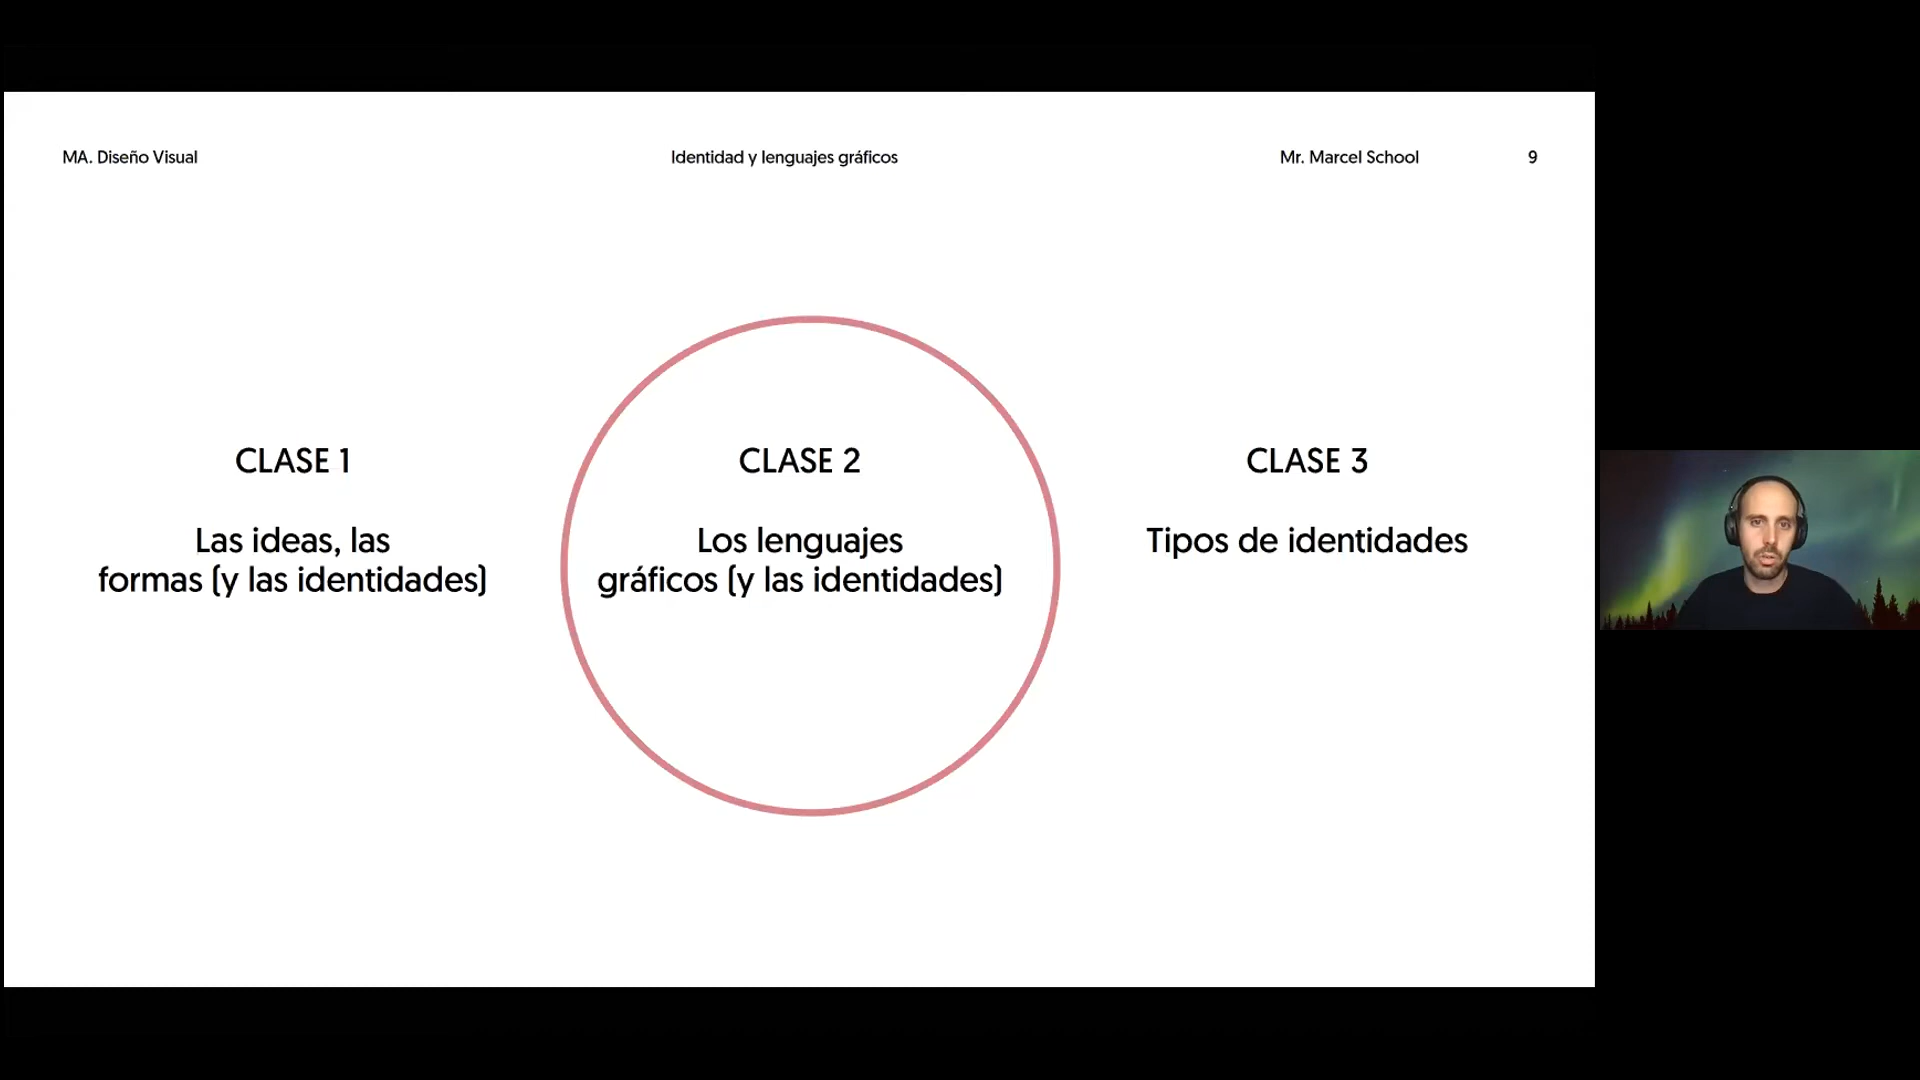 MA. Diseño Visual
Identidad y lenguajes gráficos
Mr. Marcel School
9
CLASE 1
Las ideas, las
formas (y las identidades)
CLASE 2
Los lenguajes
gráficos (y las identidades)
CLASE 3
Tipos de identidades